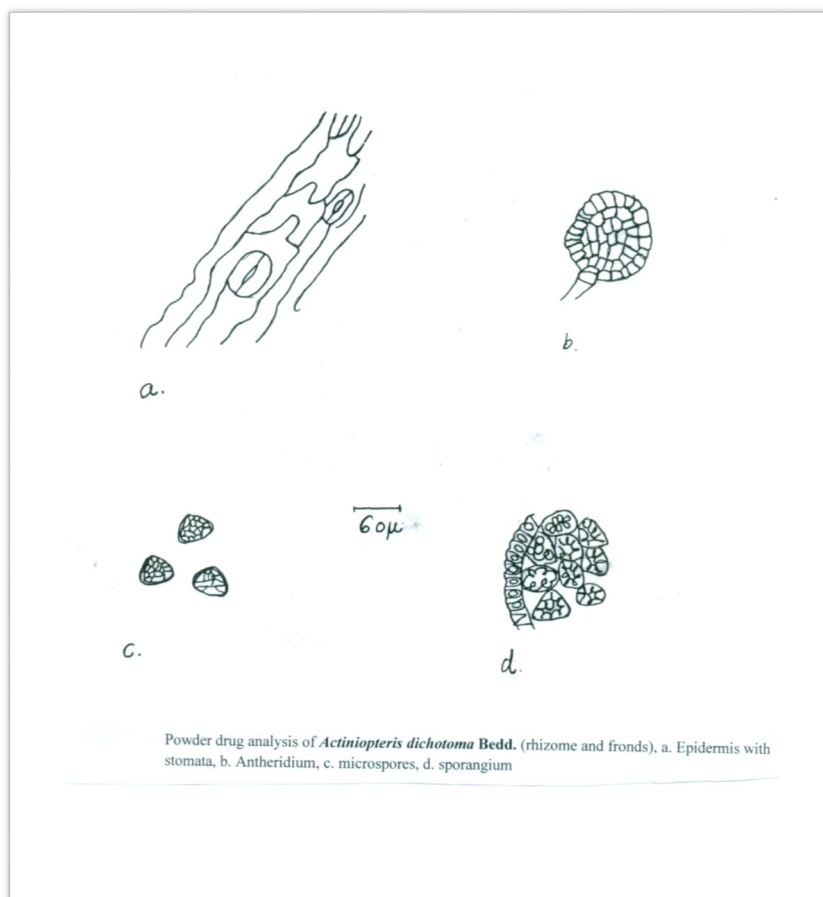 a.
b.
60µ
c.
d.
Powder drug analysis of Actiniopteris dichotoma Bedd. (rhizome and fronds), a. Epidermis with
stomata, b. Antheridium, c. microspores, d. sporangium